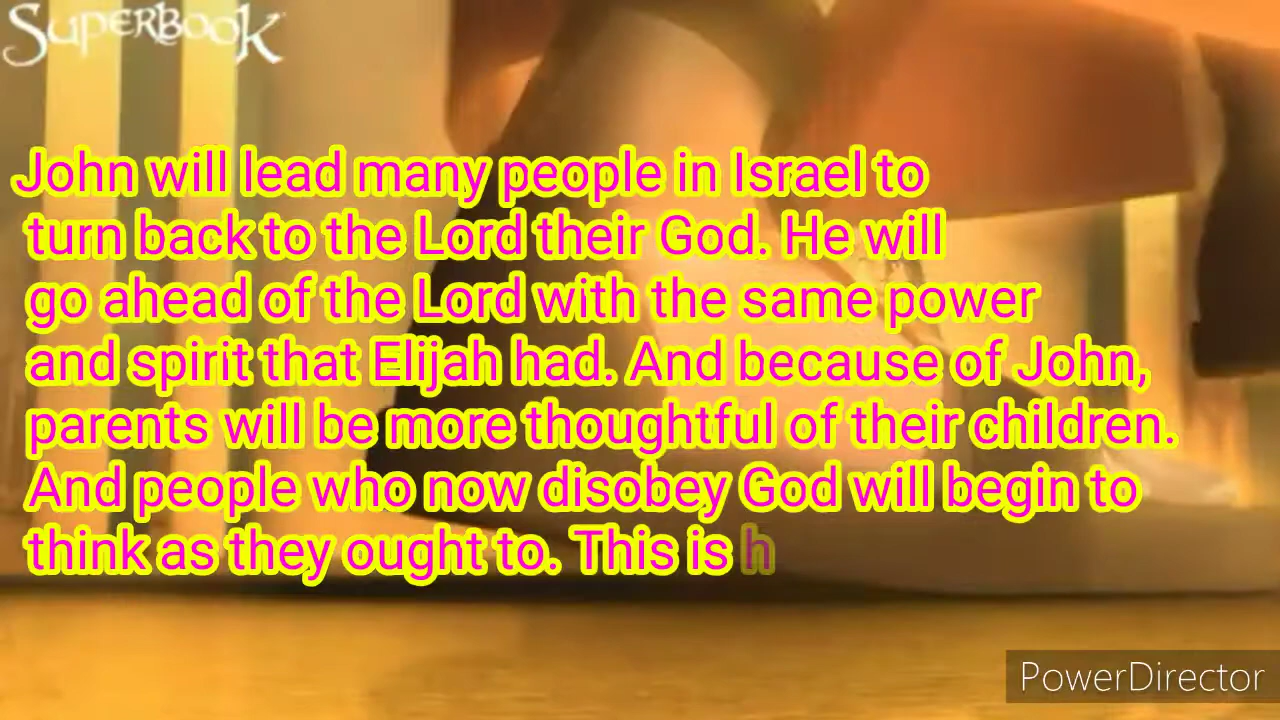 SUPERBOOK
John will lead many people in Israel to
turn back to the Lord their God. He will
go ahead of the Lord with the same power
and spirit that Elijah had. And because of John,
parents will be more thoughtful of their children.
And people who now disobey God will begin to
think as they ought to. This is h
PowerDirector